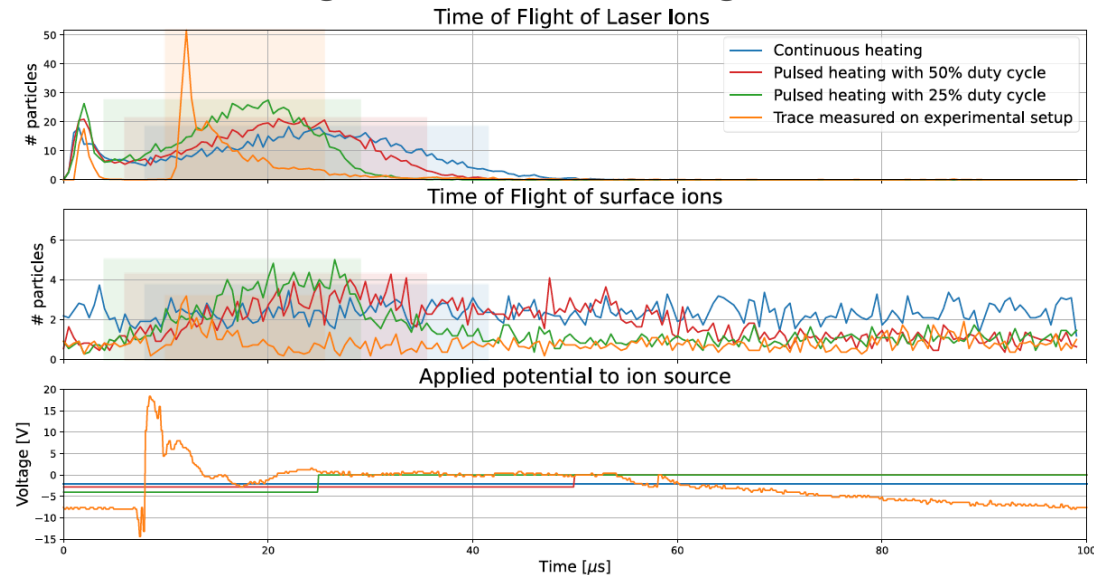 Time of Flight of Laser Ions
50
40
30
20
10
0
# particles
Continuous heating
Pulsed heating with 50% duty cycle
Pulsed heating with 25% duty cycle
Trace measured on experimental setup
Time of Flight of surface ions
6
4
2
0
# particles
Applied potential to ion source
20
15
10
5
0
−5
−10
−15
Voltage [V]
0 20 40 60 80 100
Time [μs]